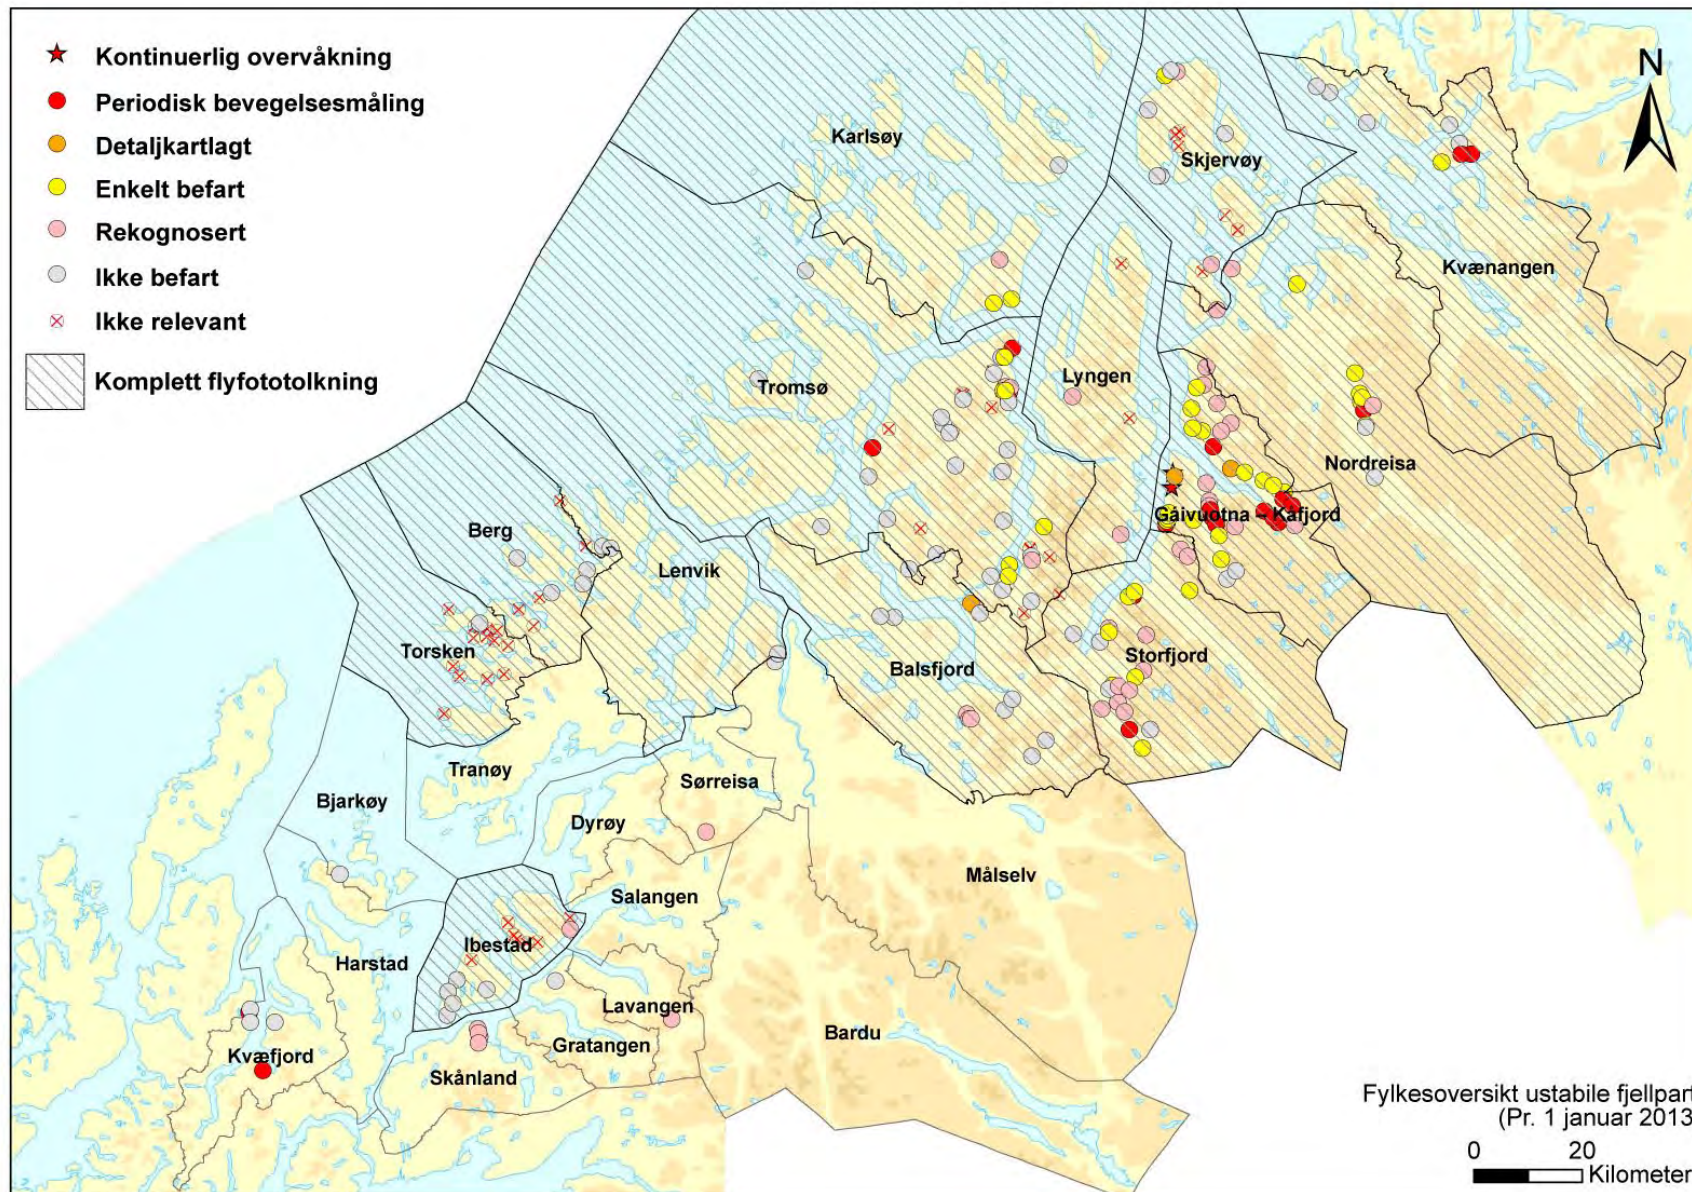 Kontinuerlig overvåkning
Periodisk bevegelsesmåling
Detaljkartlagt
Enkelt befart
Rekognosert
Ikke befart
Ikke relevant
Komplett flyfototolkning
N
Karlsøy
Skjervøy
Kvænangen
Tromsø
Lyngen
Nordreisa
Gáivuotna – Kåfjord
Berg
Lenvik
Torsken
Balsfjord
Storfjord
Tranøy
Sørreisa
Bjarkøy
Dyrøy
Målselv
Salangen
Ibestad
Harstad
Lavangen
Bardu
Gratangen
Kvæfjord
Skånland
Fylkesoversikt ustabile fjellpart
(Pr. 1 januar 2013
0 20
Kilometer